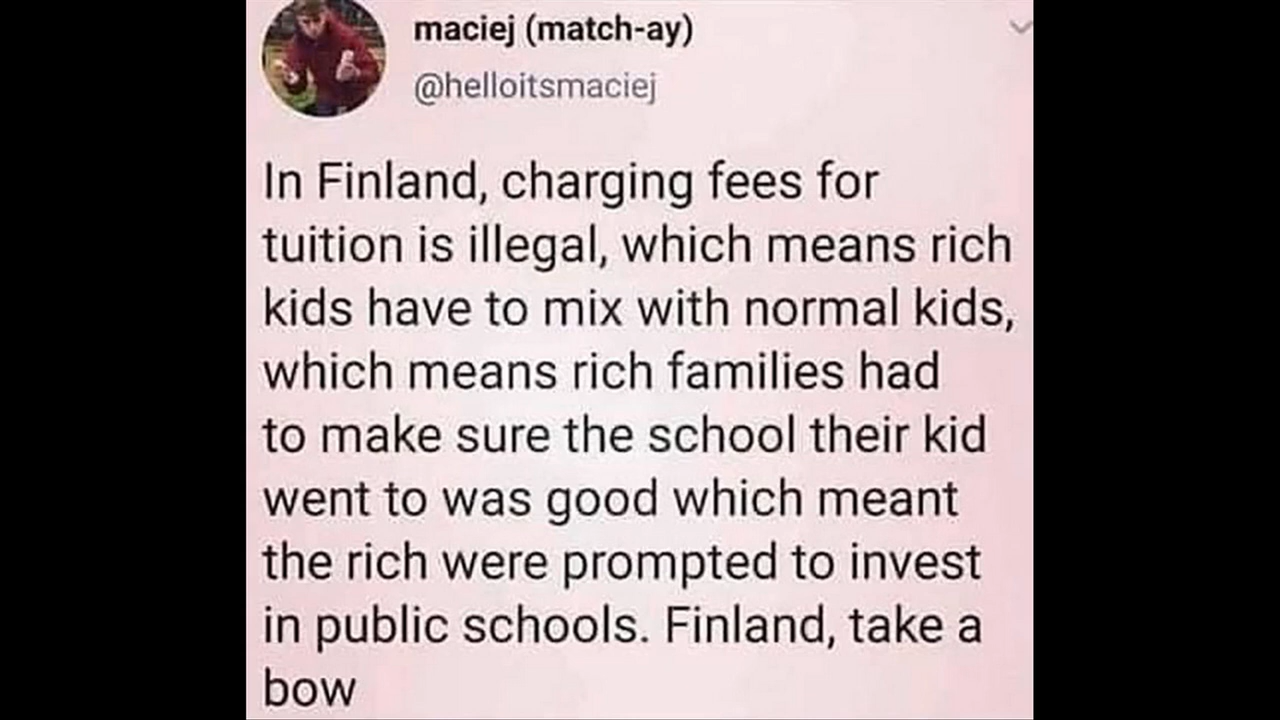 maciej (match-ay)
@helloitsmaciej
In Finland, charging fees for
tuition is illegal, which means rich
kids have to mix with normal kids,
which means rich families had
to make sure the school their kid
went to was good which meant
the rich were prompted to invest
in public schools. Finland, take a
bow